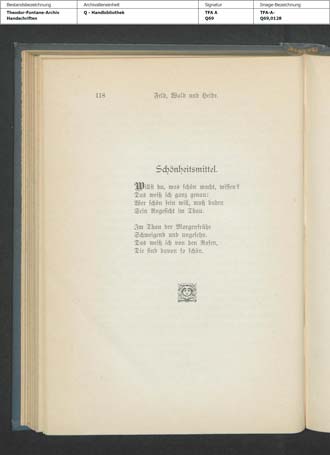 Bestandsbezeichnung Archivalieneinheit Signatur Image-Bezeichnung
Theodor-Fontane-Archiv Q - Handbibliothek TFA A TFA-A-
Handschriften Q69 Q69,0128
118 Feld, Wald und Heide.
Schönheitsmittel.
Willst du, was schön macht, wissen?
Das weiß ich ganz genau:
Wer schön sein will, muß baden
Sein Angesicht im Thau.
Im Thau der Morgenfrühe
Schweigend und ungesehn.
Das weiß ich von den Rosen,
Die sind davon so schön.